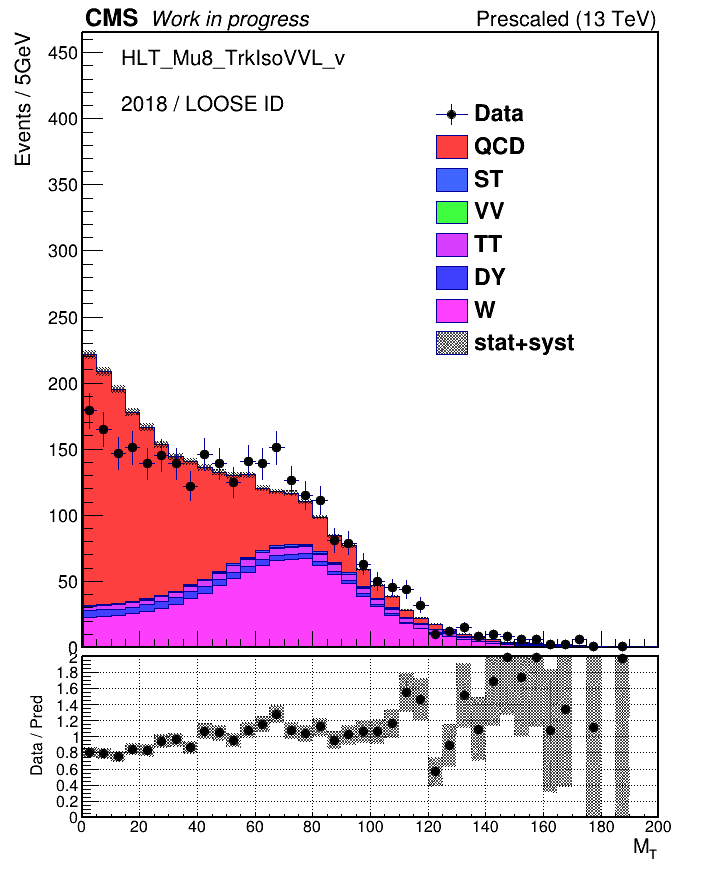 CMS Work in progress Prescaled (13 TeV)
Events / 5GeV
HLT_Mu8_TrkIsoVVL_v
2018 / LOOSE ID
Data
QCD
ST
VV
TT
DY
W
stat+syst
450
400
350
300
250
200
150
100
50
0
Data / Pred
2
1.8
1.6
1.4
1.2
1
0.8
0.6
0.4
0.2
0
0 20 40 60 80 100 120 140 160 180 200
M_T